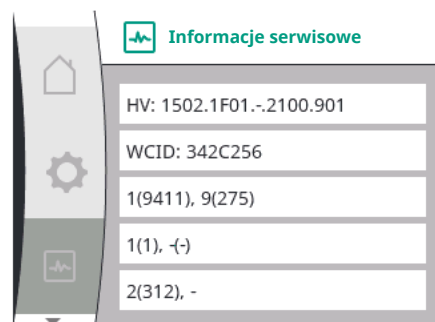 Informacje serwisowe
HV: 1502.1F01.-.2100.901
WCID: 342C256
1(9411), 9(275)
1(1), -(-)
2(312), -